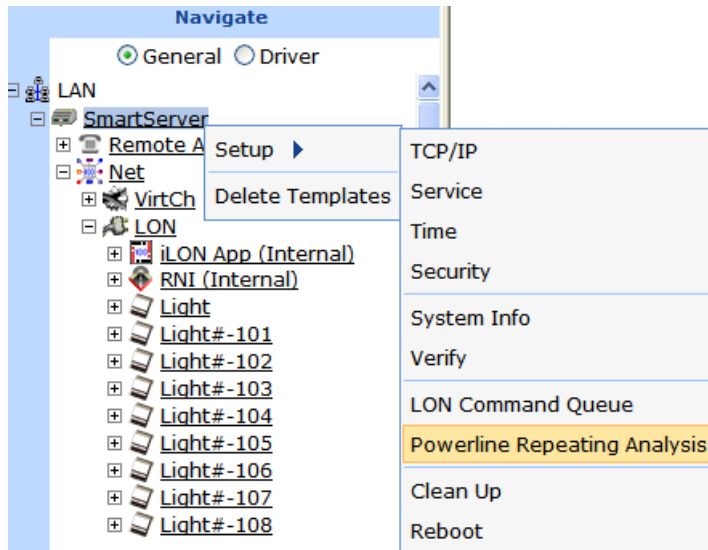 Navigate
General Driver
LAN
SmartServer
Remote A
Net
VirtCh
LON
iLON App (Internal)
RNI (Internal)
Light
Light#-101
Light#-102
Light#-103
Light#-104
Light#-105
Light#-106
Light#-107
Light#-108
Setup
Delete Templates
TCP/IP
Service
Time
Security
System Info
Verify
LON Command Queue
Powerline Repeating Analysis
Clean Up
Reboot